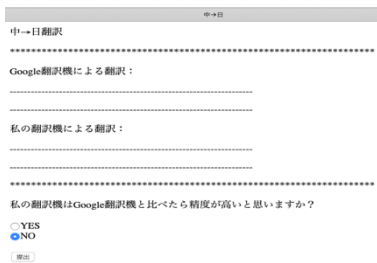 中→日
中→日翻訳
**********************************************************************
Google翻訳機による翻訳：
------------------------------------------------------------
------------------------------------------------------------
私の翻訳機による翻訳：
------------------------------------------------------------
------------------------------------------------------------
**********************************************************************
私の翻訳機はGoogle翻訳機と比べたら精度が高いと思いますか？
YES
NO
提出